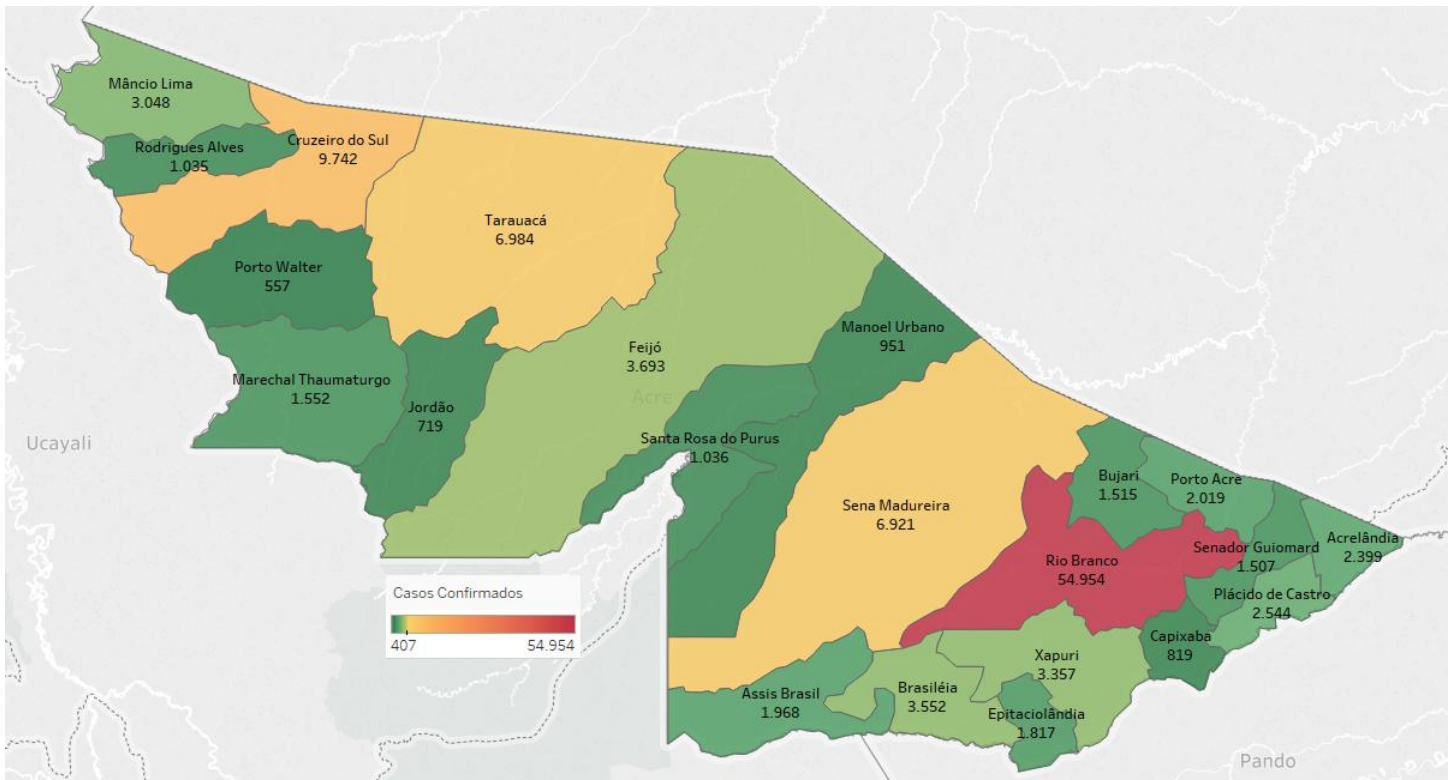 Mâncio Lima
3.048
Cruzeiro do Sul
9.742
Rodrigues Alves
1.035
Tarauacá
6.984
Porto Walter
557
Manoel Urbano
951
Feijó
3.693
Marechal Thaumaturgo
1.552
Acre
Jordão
719
Santa Rosa do Purus
1.036
Ucayali
Bujari
1.515
Porto Acre
2.019
Sena Madureira
6.921
Acrelândia
2.399
Senador Guiomard
1.507
Rio Branco
54.954
Plácido de Castro
2.544
Casos Confirmados
407 54.954
Capixaba
819
Xapuri
3.357
Brasiléia
3.552
Assis Brasil
1.968
Epitaciolândia
1.817
Pando